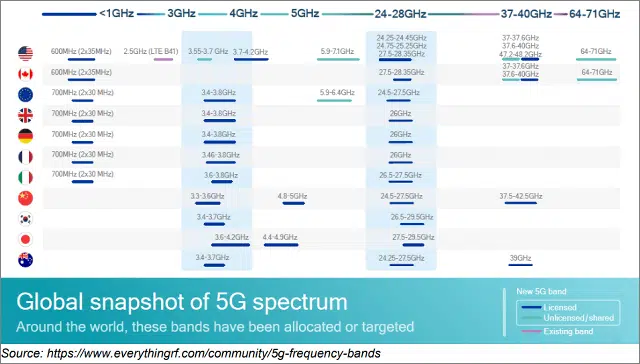 <1GHz 3GHz 4GHz 5GHz 24-28GHz 37-40GHz 64-71GHz
24.25-24.45GHz 37-37.6GHz
600MHz (2x35MHz) 2.5GHz (LTE B41) 3.55-3.7 GHz 3.7-4.2GHz 5.9-7.1GHz 24.75-25.25GHz 37.6-40GHz 64-71GHz
27.5-28.35GHz 47.2-48.2GHz
600MHz (2x35MHz) 27.5-28.35GHz 37-37.6GHz 64-71GHz
37.6-40GHz
700MHz (2x30 MHz) 3.4-3.8GHz 5.9-6.4GHz 24.5-27.5GHz
700MHz (2x30 MHz) 3.4-3.8GHz 26GHz
700MHz (2x30 MHz) 3.4-3.8GHz 26GHz
700MHz (2x30 MHz) 3.46-3.8GHz 26GHz
700MHz (2x30 MHz) 3.6-3.8GHz 26.5-27.5GHz
3.3-3.6GHz 4.8-5GHz 24.5-27.5GHz 37.5-42.5GHz
3.4-3.7GHz 26.5-29.5GHz
3.6-4.2GHz 4.4-4.9GHz 27.5-29.5GHz
3.4-3.7GHz 24.25-27.5GHz 39GHz
Global snapshot of 5G spectrum
Around the world, these bands have been allocated or targeted
New 5G band
Licensed
Unlicensed/shared
Existing band
Source: https://www.everythingrf.com/community/5g-frequency-bands